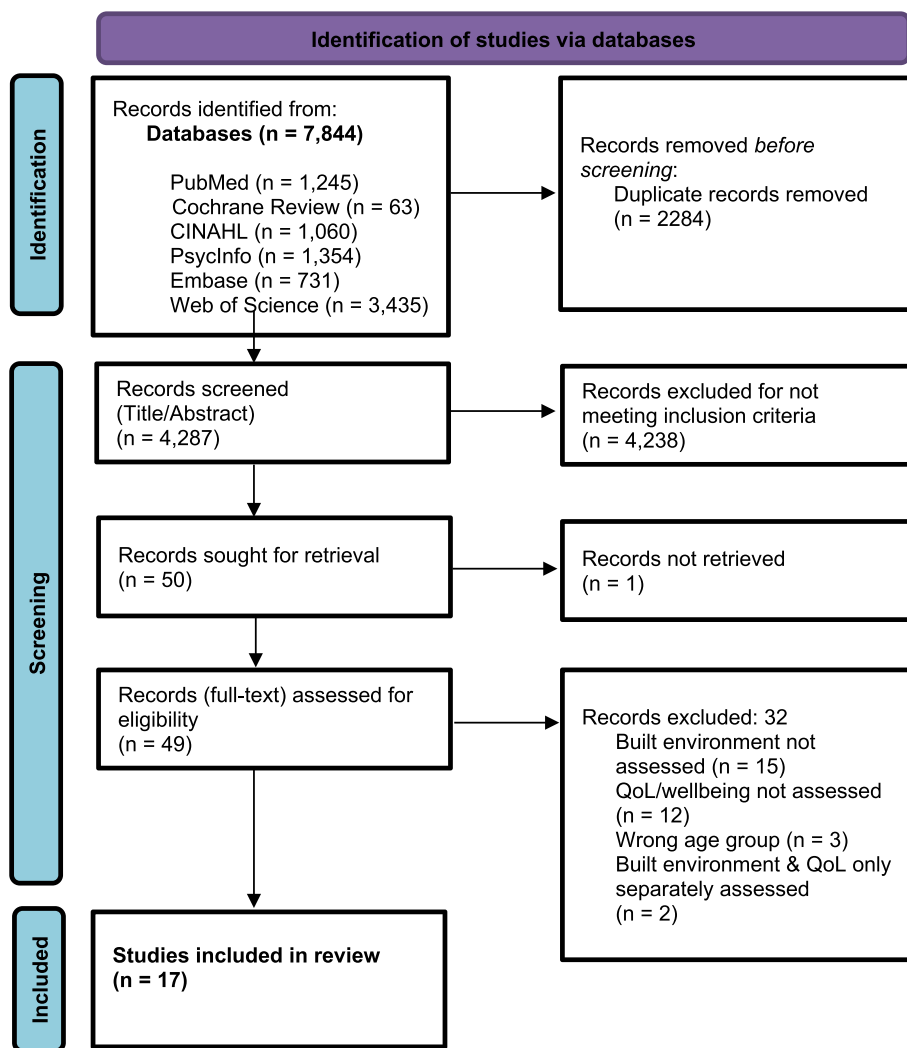 Identification of studies via databases
Identification
Records identified from:
Databases (n = 7,844)
PubMed (n = 1,245)
Cochrane Review (n = 63)
CINAHL (n = 1,060)
PsycInfo (n = 1,354)
Embase (n = 731)
Web of Science (n = 3,435)
Records removed before
screening:
Duplicate records removed
(n = 2284)
Screening
Records screened
(Title/Abstract)
(n = 4,287)
Records excluded for not
meeting inclusion criteria
(n = 4,238)
Records sought for retrieval
(n = 50)
Records not retrieved
(n = 1)
Records (full-text) assessed for
eligibility
(n = 49)
Records excluded: 32
Built environment not
assessed (n = 15)
QoL/wellbeing not assessed
(n = 12)
Wrong age group (n = 3)
Built environment & QoL only
separately assessed
(n = 2)
Included
Studies included in review
(n = 17)